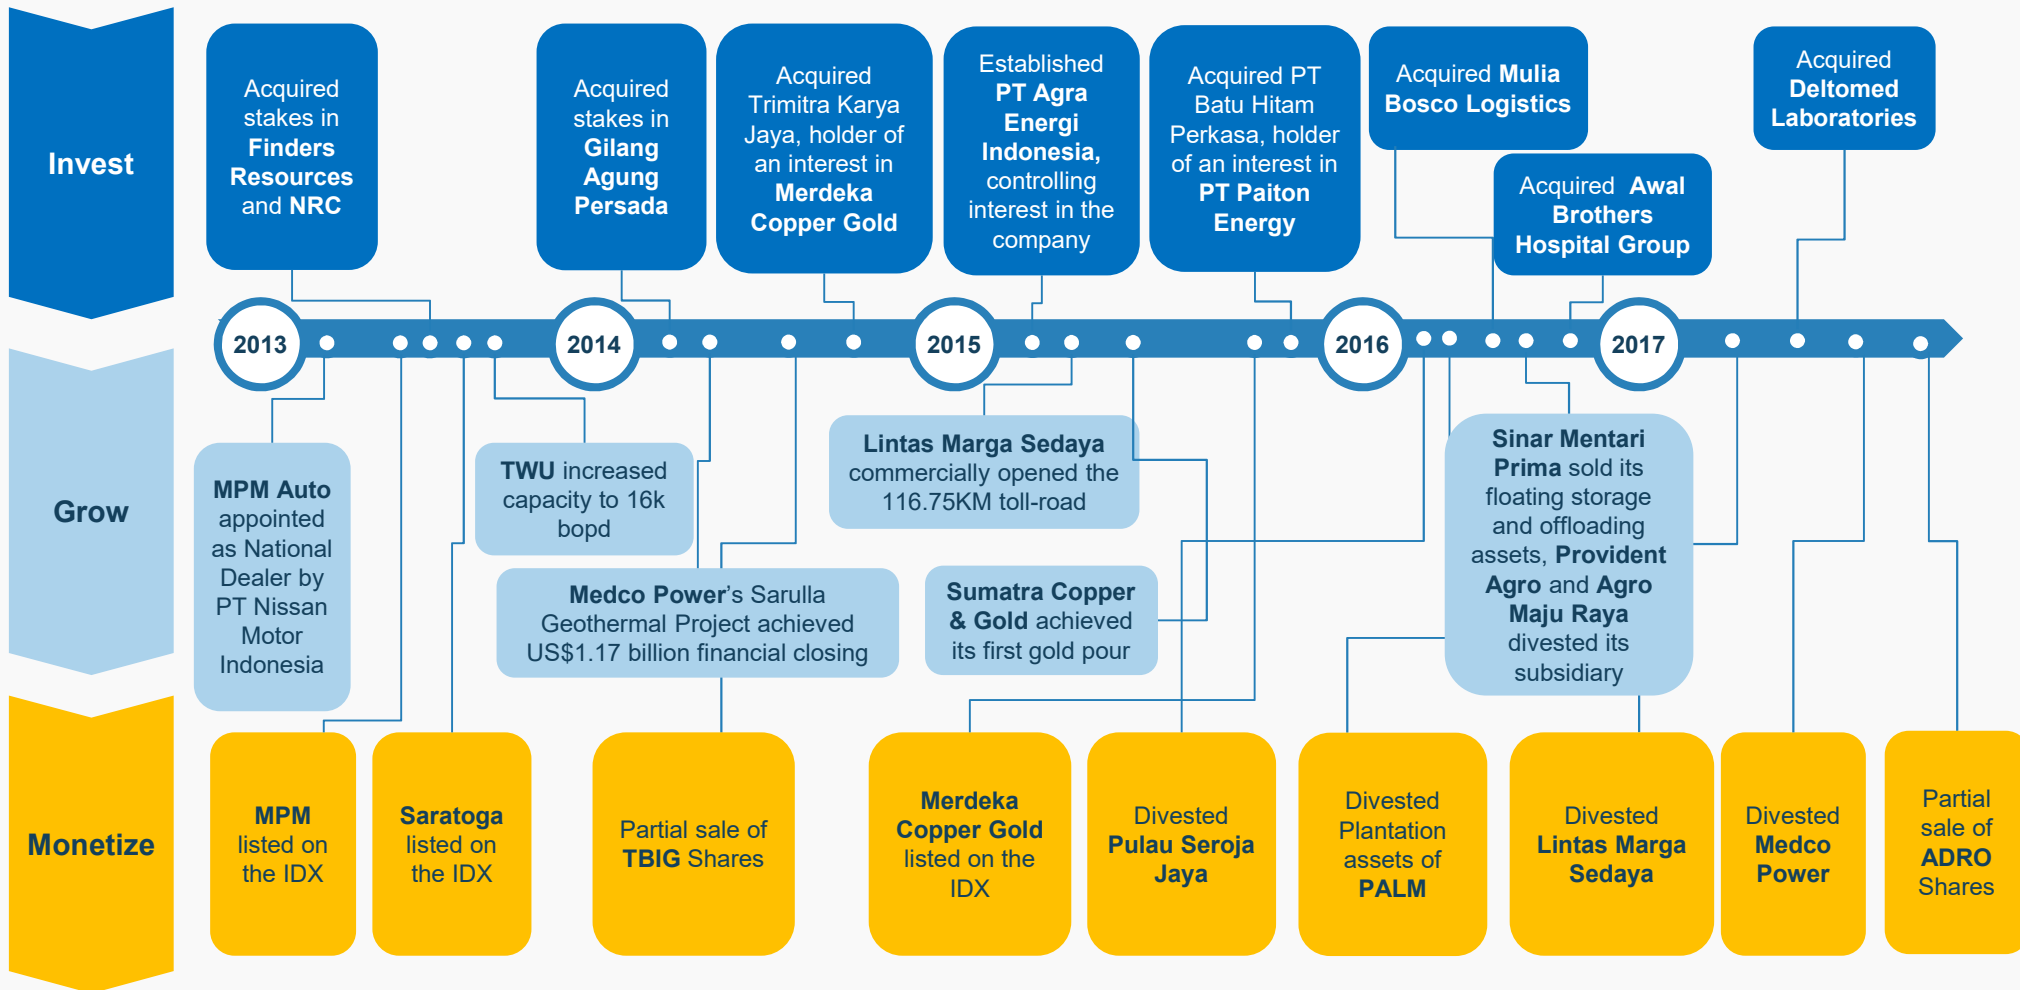 Invest
Acquired
stakes in
Finders
Resources
and NRC
Acquired
stakes in
Gilang
Agung
Persada
Acquired
Trimitra Karya
Jaya, holder of
an interest in
Merdeka
Copper Gold
Established
PT Agra
Energi
Indonesia,
controlling
interest in the
company
Acquired PT
Batu Hitam
Perkasa, holder
of an interest in
PT Paiton
Energy
Acquired Mulia
Bosco Logistics
Acquired Awal
Brothers
Hospital Group
Acquired
Deltomed
Laboratories
2013
2014
2015
2016
2017
Grow
MPM Auto
appointed
as National
Dealer by
PT Nissan
Motor
Indonesia
TWU increased
capacity to 16k
bopd
Medco Power’s Sarulla
Geothermal Project achieved
US$1.17 billion financial closing
Lintas Marga Sedaya
commercially opened the
116.75KM toll-road
Sumatra Copper
& Gold achieved
its first gold pour
Sinar Mentari
Prima sold its
floating storage
and offloading
assets, Provident
Agro and Agro
Maju Raya
divested its
subsidiary
Monetize
MPM
listed on
the IDX
Saratoga
listed on
the IDX
Partial sale of
TBIG Shares
Merdeka
Copper Gold
listed on the
IDX
Divested
Pulau Seroja
Jaya
Divested
Plantation
assets of
PALM
Divested
Lintas Marga
Sedaya
Divested
Medco
Power
Partial
sale of
ADRO
Shares